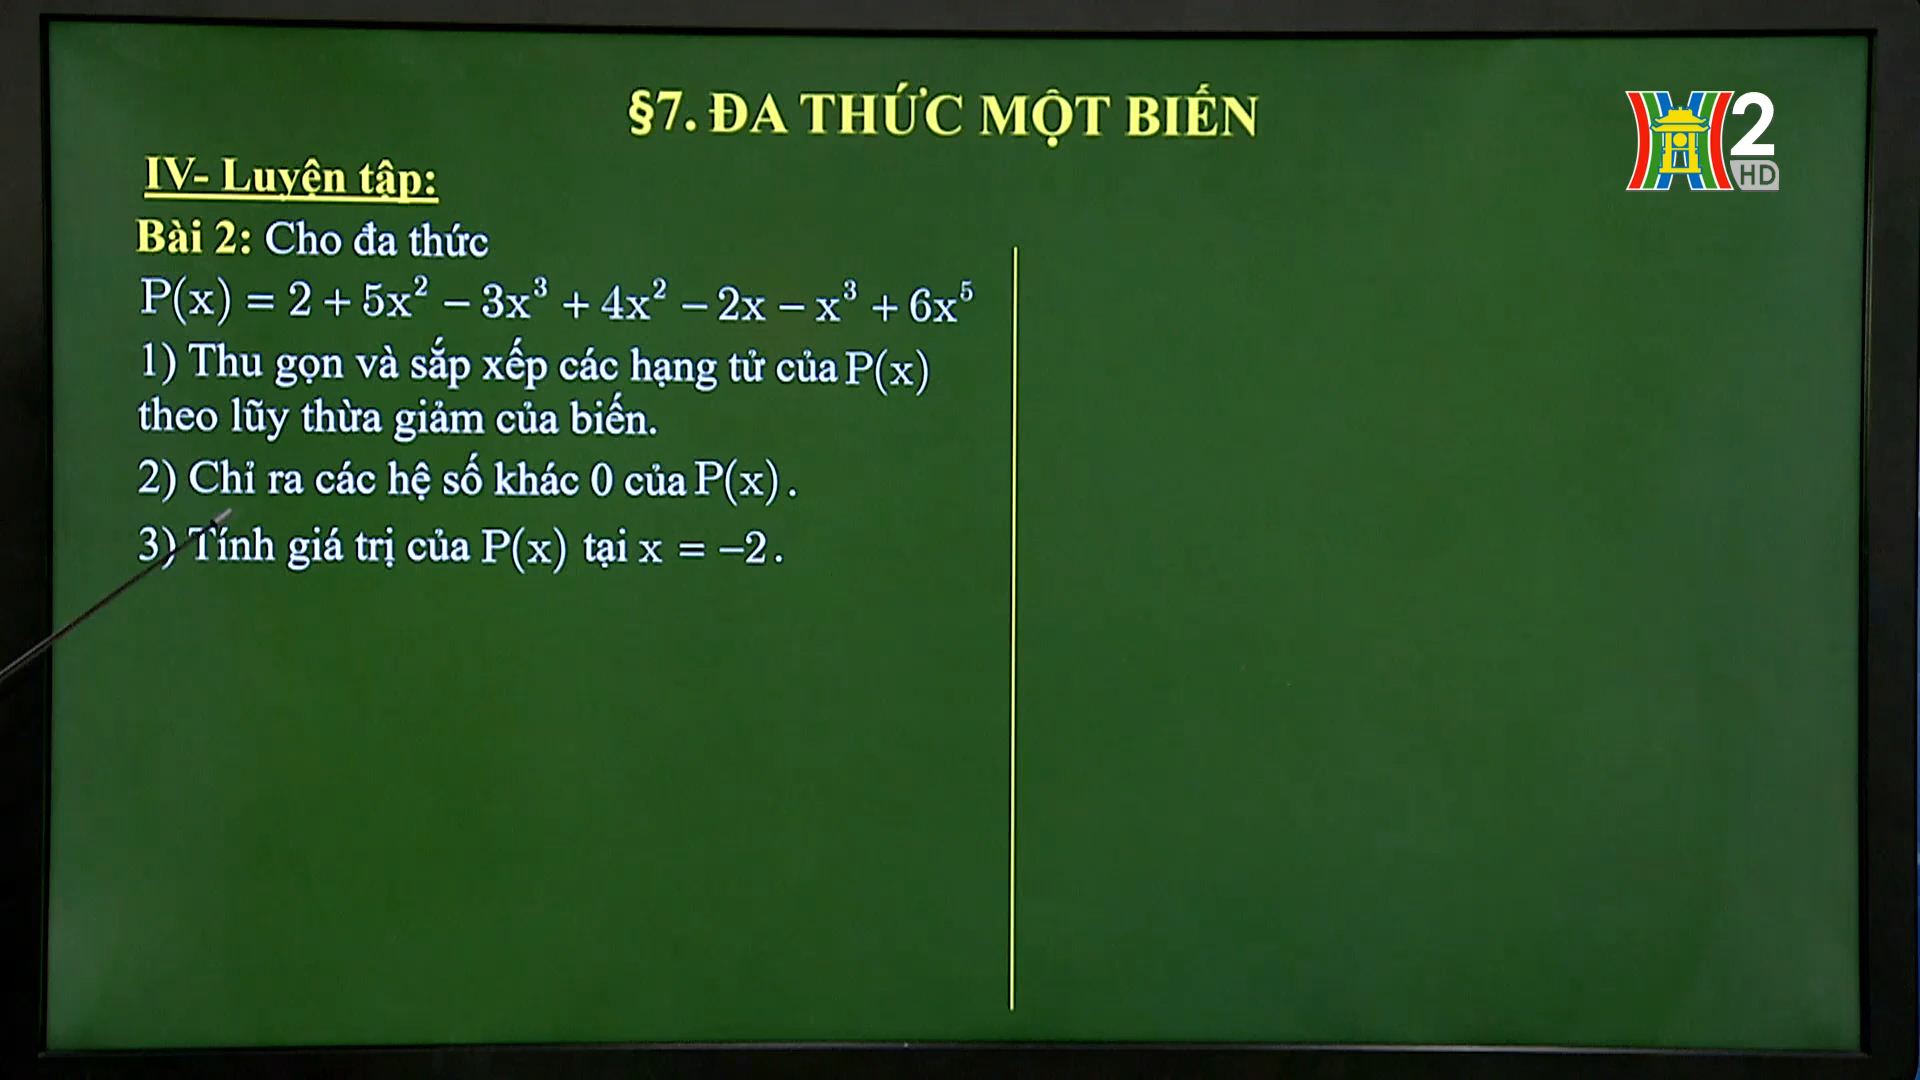 §7. ĐA THỨC MỘT BIẾN
2
HD
IV- Luyện tập:
Bài 2: Cho đa thức
P(x) = 2 + 5x² − 3x³ + 4x² − 2x − x³ + 6x⁵
1) Thu gọn và sắp xếp các hạng tử của P(x)
theo lũy thừa giảm của biến.
2) Chỉ ra các hệ số khác 0 của P(x).
3) Tính giá trị của P(x) tại x = −2.